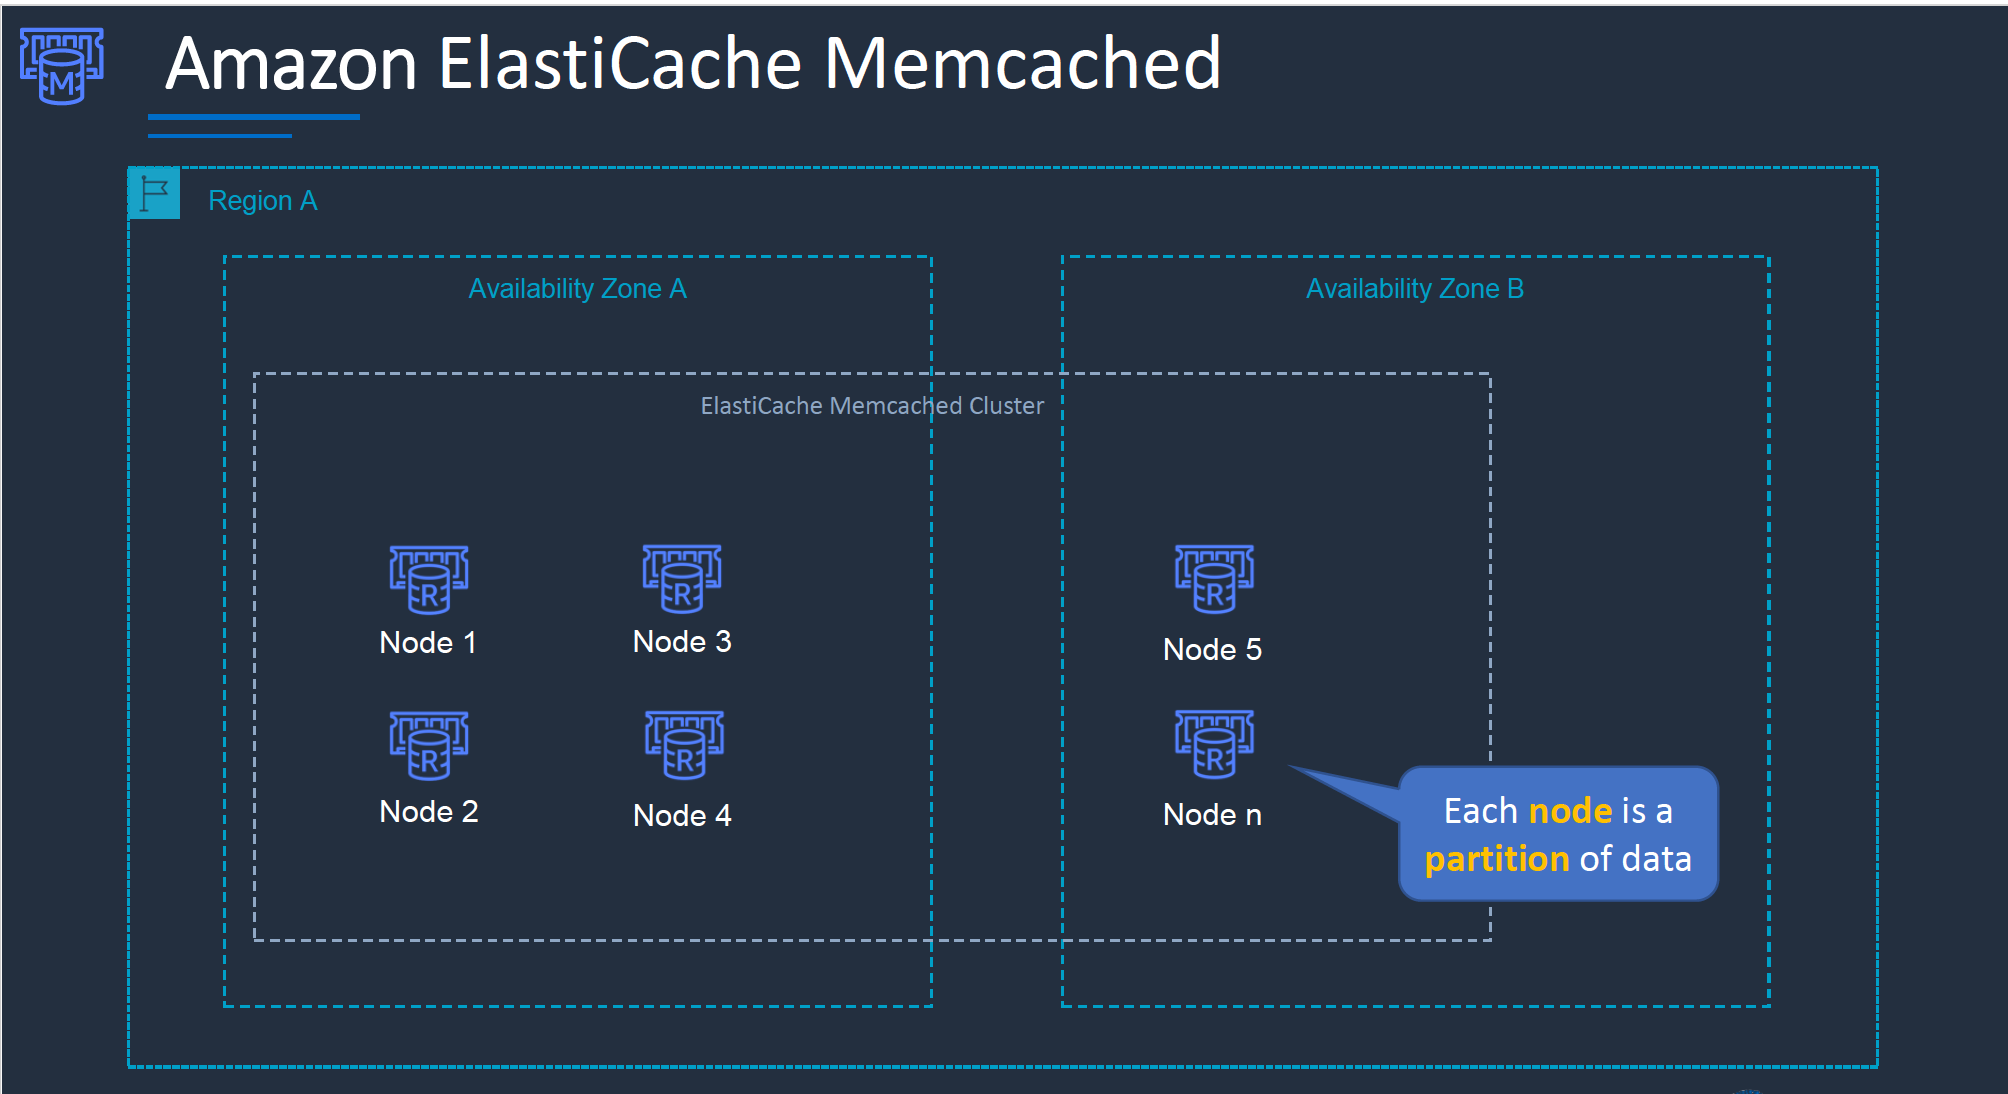 M
Amazon ElastiCache Memcached
Region A
Availability Zone A
Availability Zone B
ElastiCache Memcached Cluster
R
R
R
Node 1
Node 3
Node 5
R
R
R
Node 2
Node 4
Node n
Each node is a
partition of data